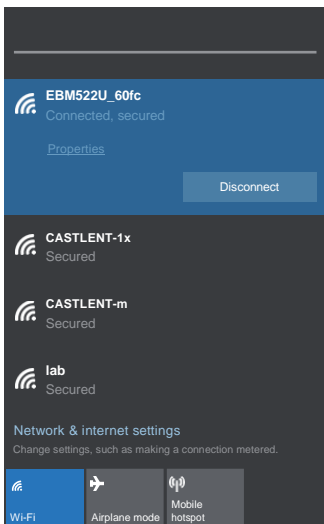 EBM522U_60fc
Connected, secured
Properties
Disconnect
CASTLENT-1x
Secured
CASTLENT-m
Secured
lab
Secured
Network & internet settings
Change settings, such as making a connection metered.
Wi-Fi
Airplane mode
Mobile
hotspot